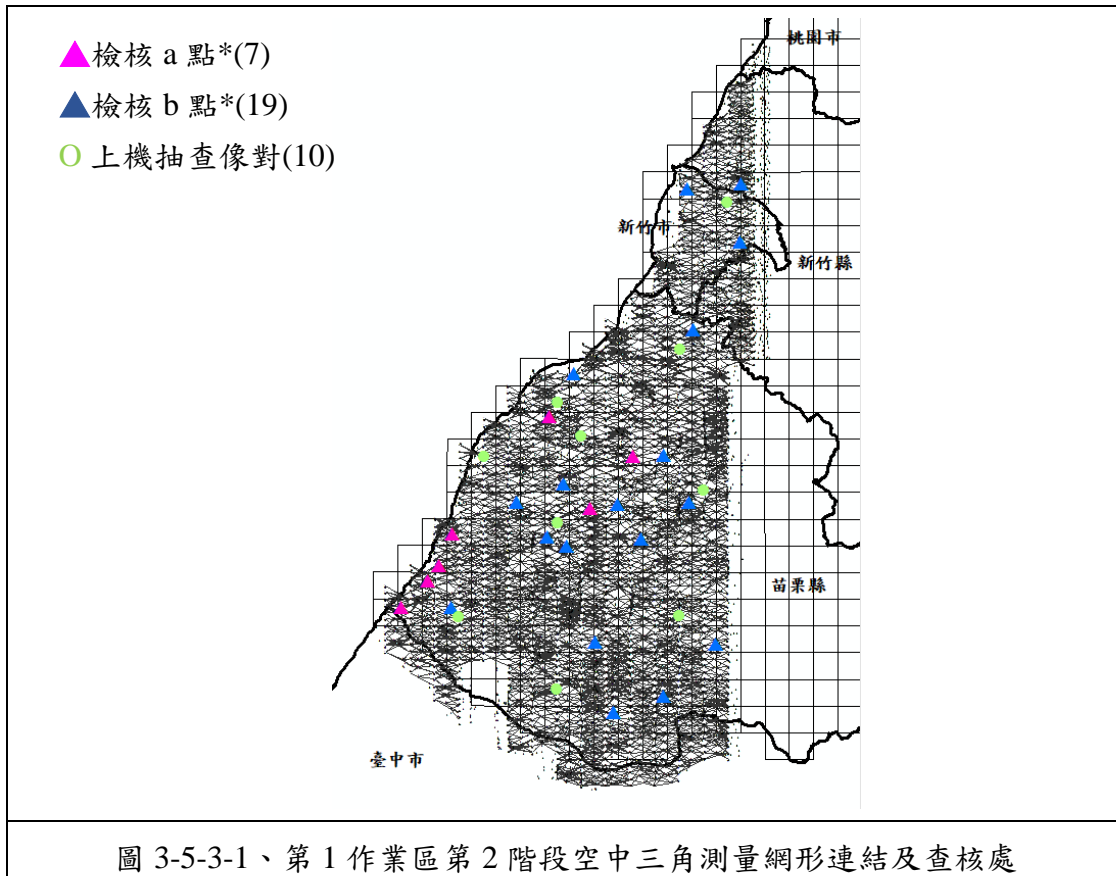 ▲檢核 a 點*(7)
▲檢核 b 點*(19)
O 上機抽查像對(10)
桃園市
新竹市
新竹縣
苗栗縣
臺中市
圖 3-5-3-1、第 1 作業區第 2 階段空中三角測量網形連結及查核處